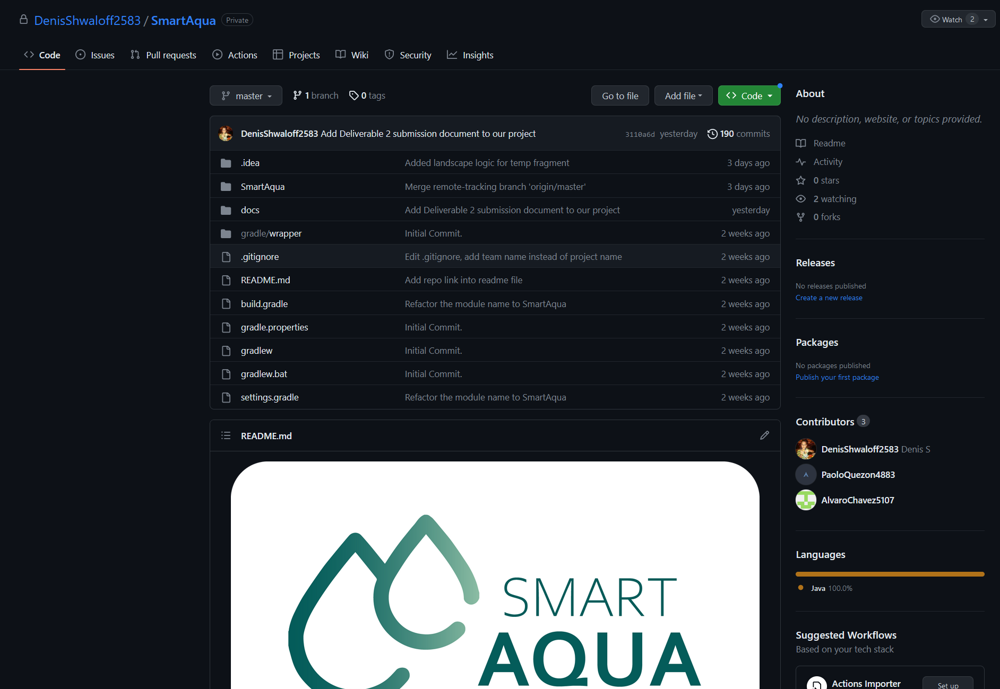 DenisShwaloff2583 / SmartAqua Private
Watch 2
Code Issues Pull requests Actions Projects Wiki Security Insights
master 1 branch 0 tags Go to file Add file Code
DenisShwaloff2583 Add Deliverable 2 submission document to our project 3110a6d yesterday 190 commits
.idea Added landscape logic for temp fragment 3 days ago
SmartAqua Merge remote-tracking branch 'origin/master' 3 days ago
docs Add Deliverable 2 submission document to our project yesterday
gradle/wrapper Initial Commit. 2 weeks ago
.gitignore Edit .gitignore, add team name instead of project name 2 weeks ago
README.md Add repo link into readme file 2 weeks ago
build.gradle Refactor the module name to SmartAqua 2 weeks ago
gradle.properties Initial Commit. 2 weeks ago
gradlew Initial Commit. 2 weeks ago
gradlew.bat Initial Commit. 2 weeks ago
settings.gradle Refactor the module name to SmartAqua 2 weeks ago
README.md
SMART
AQUA
About
No description, website, or topics provided.
Readme
Activity
0 stars
2 watching
0 forks
Releases
No releases published
Create a new release
Packages
No packages published
Publish your first package
Contributors 3
DenisShwaloff2583 Denis S
PaoloQuezon4883
AlvaroChavez5107
Languages
Java 100.0%
Suggested Workflows
Based on your tech stack
Actions Importer Set up